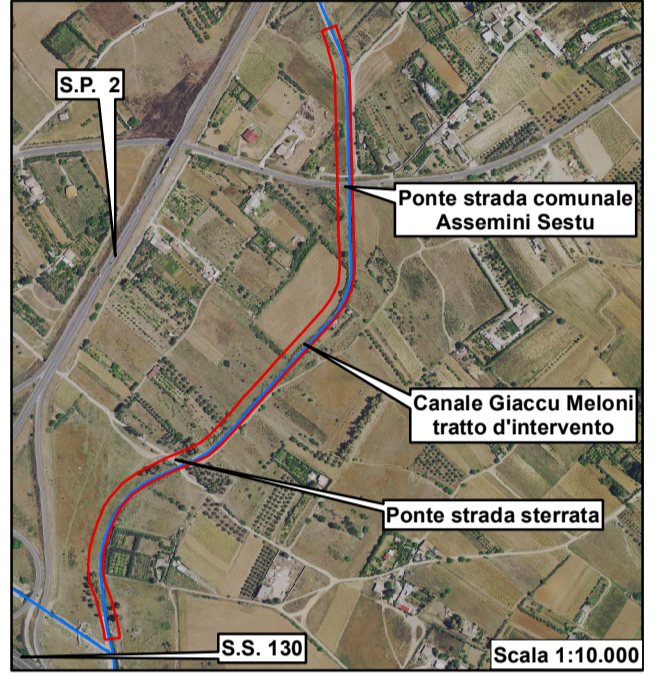 S.P. 2
Ponte strada comunale
Assemini Sestu
Canale Giaccu Meloni
tratto d'intervento
Ponte strada sterrata
S.S. 130
Scala 1:10.000